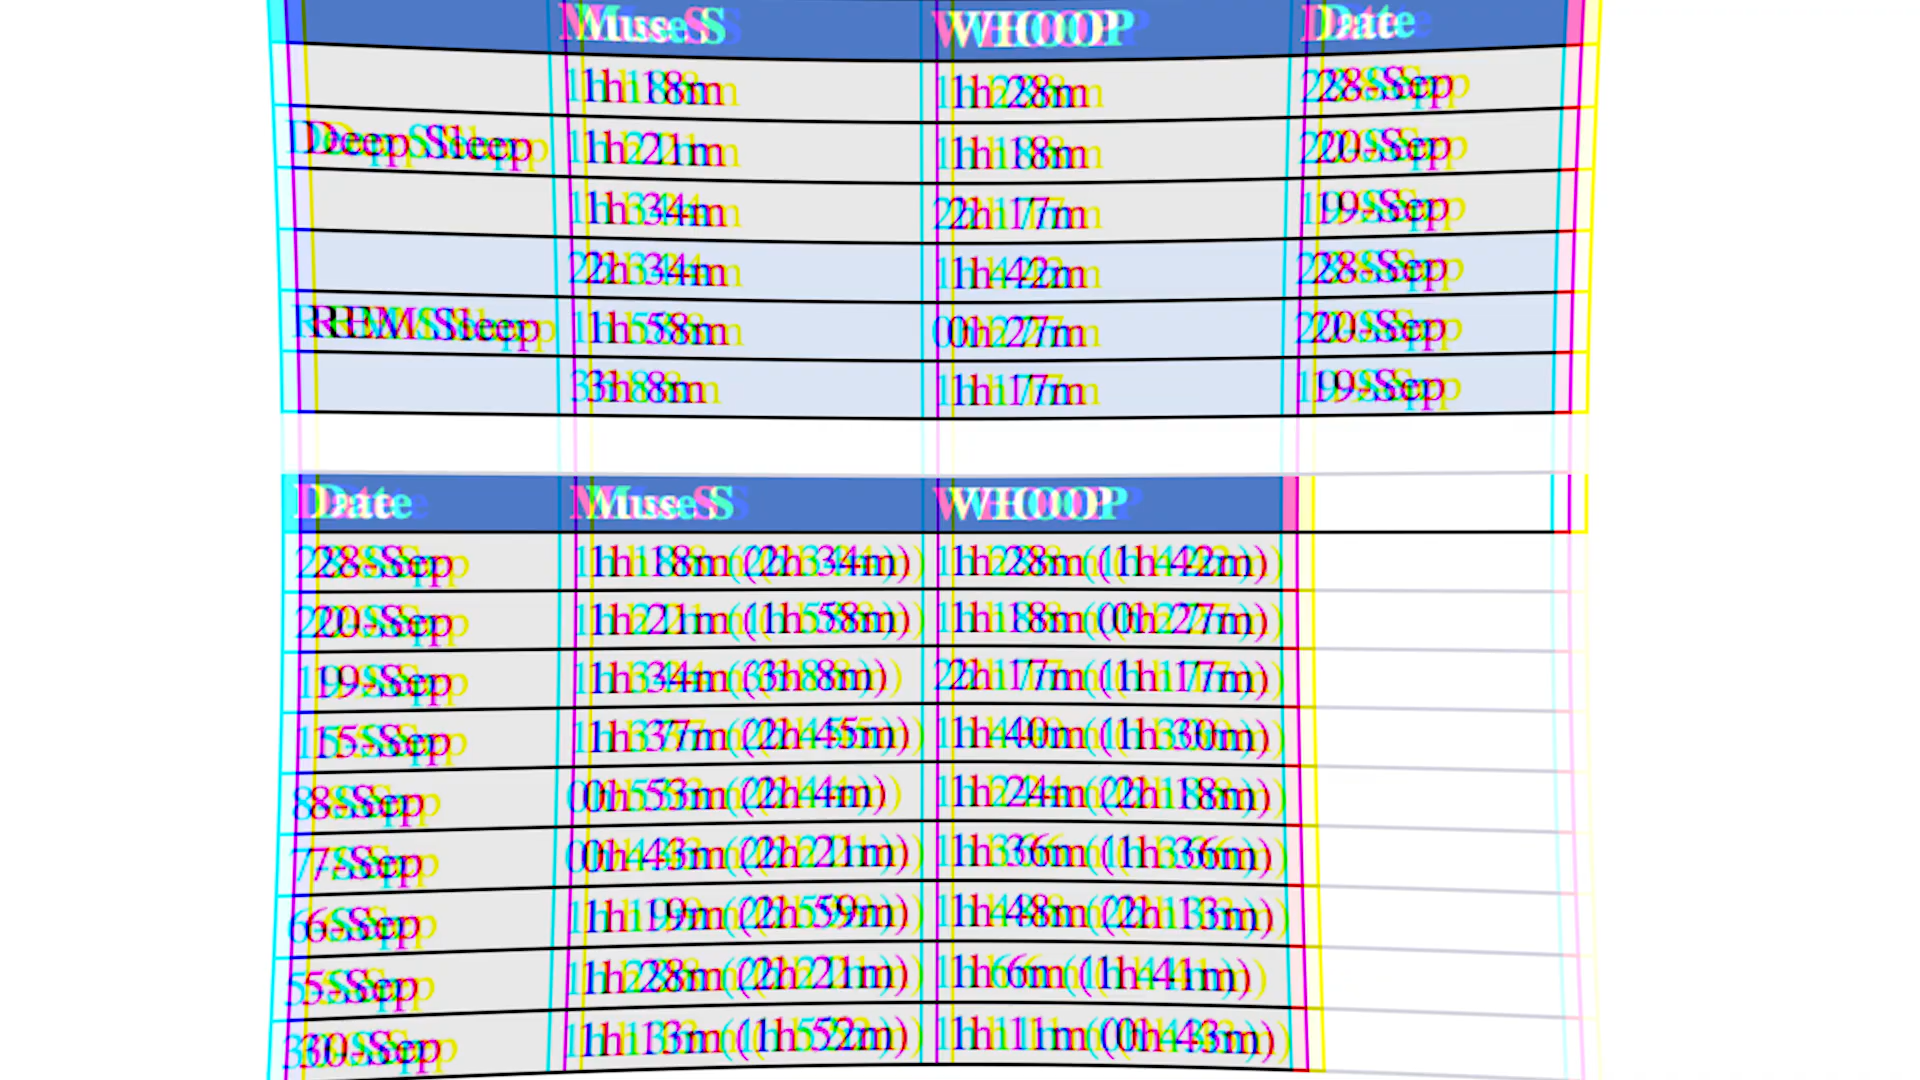 Muse S WHOOP Date
1h 18m 1h 28m 28-Sep
Deep Sleep 1h 21m 1h 18m 20-Sep
1h 34m 2h 17m 19-Sep
2h 34m 1h 42m 28-Sep
REM Sleep 1h 58m 0h 27m 20-Sep
3h 8m 1h 17m 19-Sep
Date Muse S WHOOP
28-Sep 1h 18m (2h 34m) 1h 28m (1h 42m)
20-Sep 1h 21m (1h 58m) 1h 18m (0h 27m)
19-Sep 1h 34m (3h 8m) 2h 17m (1h 17m)
15-Sep 1h 37m (2h 45m) 1h 40m (1h 30m)
8-Sep 0h 53m (2h 4m) 1h 24m (2h 18m)
7-Sep 0h 43m (2h 21m) 1h 36m (1h 36m)
6-Sep 1h 19m (2h 59m) 1h 48m (2h 13m)
5-Sep 1h 28m (2h 21m) 1h 6m (1h 41m)
30-Sep 1h 13m (1h 52m) 1h 11m (0h 43m)